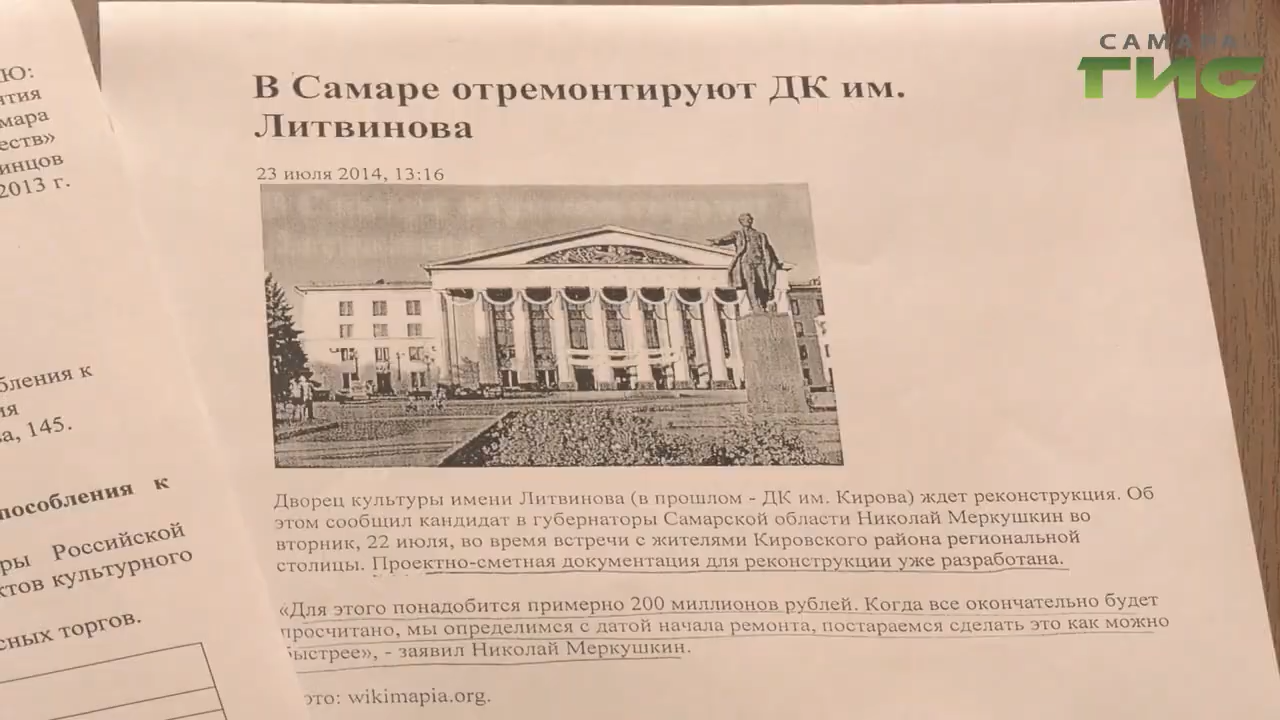 САМАРА
ГИС
В Самаре отремонтируют ДК им.
Литвинова
23 июля 2014, 13:16
Дворец культуры имени Литвинова (в прошлом - ДК им. Кирова) ждет реконструкция. Об
этом сообщил кандидат в губернаторы Самарской области Николай Меркушкин во
вторник, 22 июля, во время встречи с жителями Кировского района региональной
столицы. Проектно-сметная документация для реконструкции уже разработана.
«Для этого понадобится примерно 200 миллионов рублей. Когда все окончательно будет
просчитано, мы определимся с датой начала ремонта, постараемся сделать это как можно
быстрее», - заявил Николай Меркушкин.
ото: wikimapia.org.
Ю:
ятия
мара
еств»
инцов
2013 г.
бления к
ия
ва, 145.
пособления к
ры Российской
ктов культурного
сных торгов.